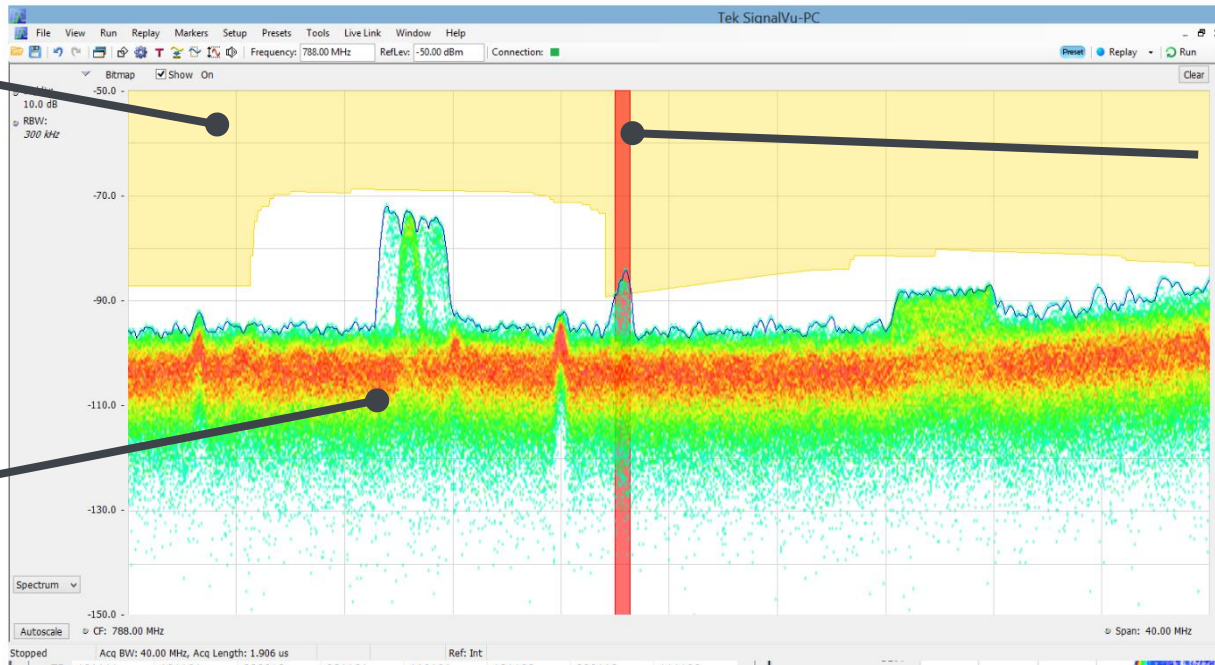 Tek SignalVu-PC
File View Run Replay Markers Setup Presets Tools Live Link Window Help
T Frequency: 788.00 MHz RefLev: -50.00 dBm Connection: Preset Replay Run
Bitmap Show On Clear
10.0 dB
RBW:
300 kHz
-50.0
-70.0
-90.0
-110.0
-130.0
-150.0
Spectrum
Autoscale CF: 788.00 MHz Span: 40.00 MHz
Stopped Acq BW: 40.00 MHz, Acq Length: 1.906 us Ref: Int